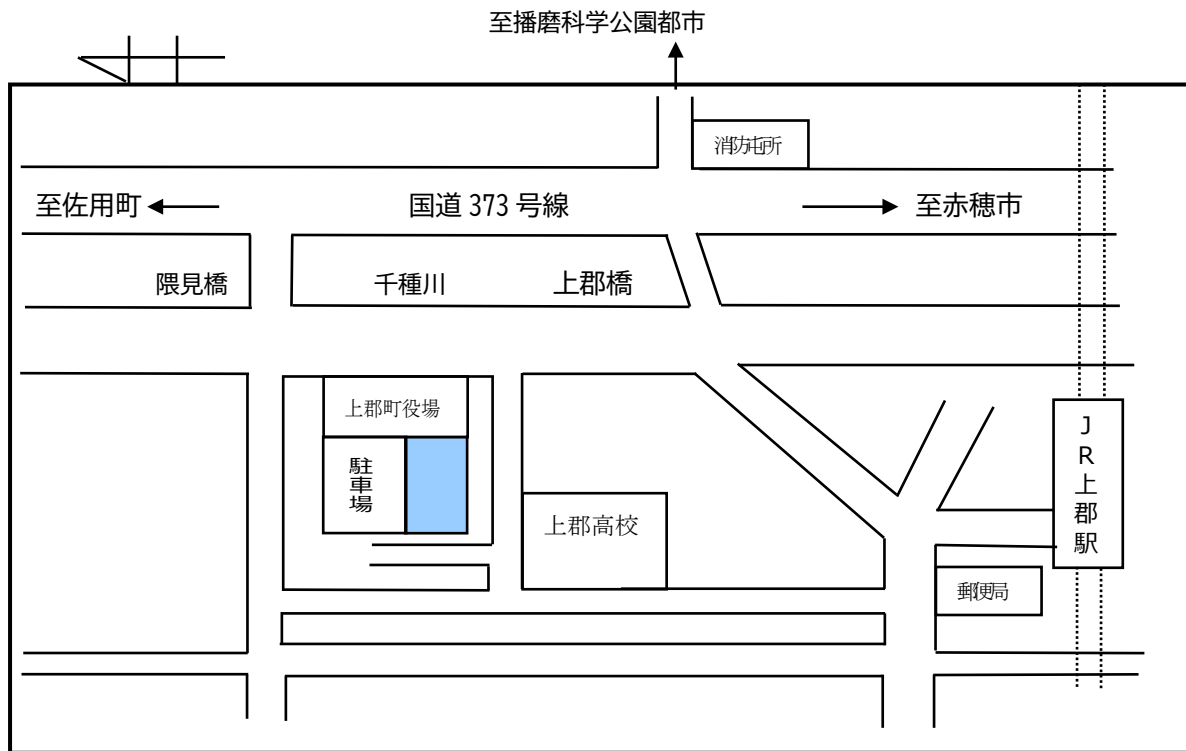 至播磨科学公園都市
消防屯所
至佐用町
国道 373 号線
至赤穂市
隈見橋
千種川
上郡橋
上郡町役場
駐車場
上郡高校
JR上郡駅
郵便局